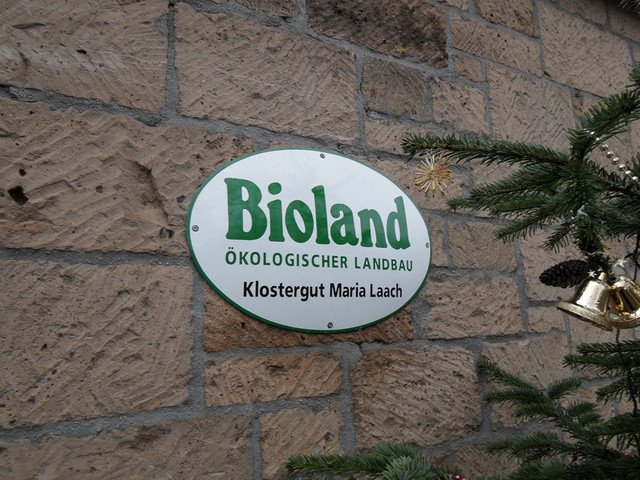 Bioland
ÖKOLOGISCHER LANDBAU
Klostergut Maria Laach